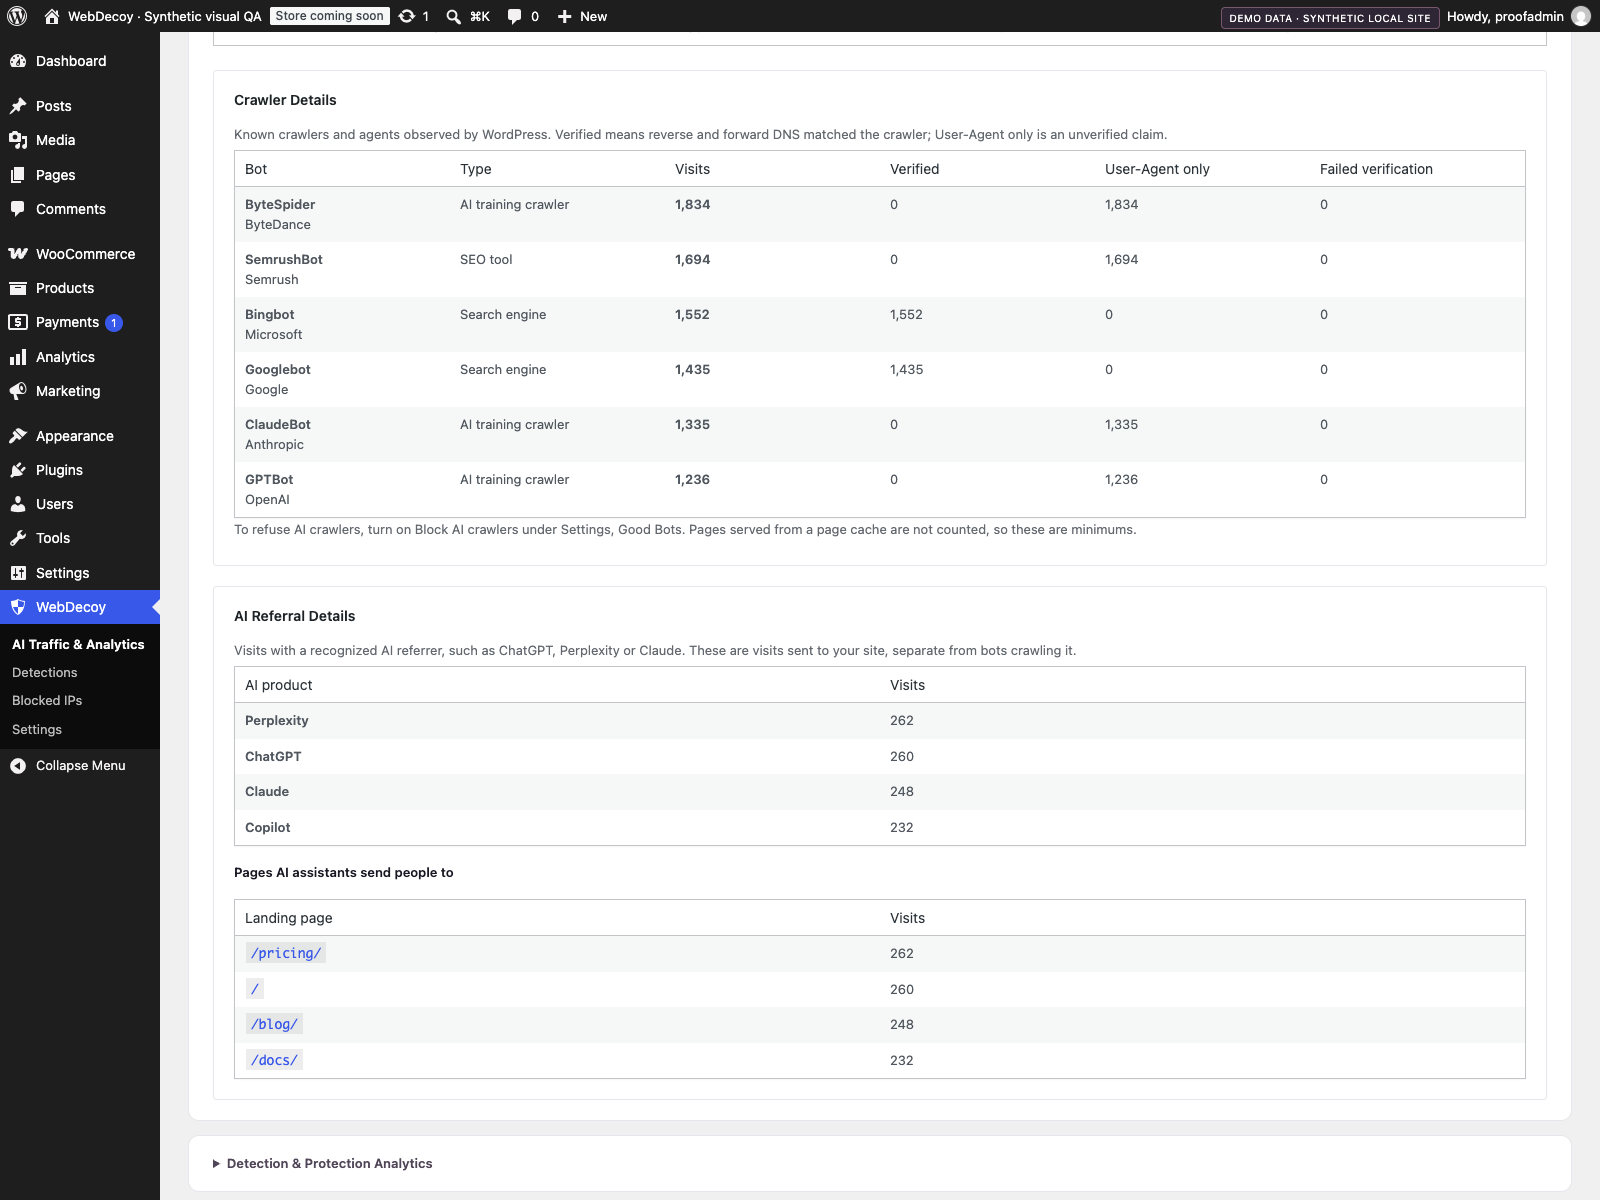 WebDecoy · Synthetic visual QA Store coming soon 1 ⌘K 0 New DEMO DATA · SYNTHETIC LOCAL SITE Howdy, proofadmin
Dashboard
Posts
Media
Pages
Comments
WooCommerce
Products
Payments 1
Analytics
Marketing
Appearance
Plugins
Users
Tools
Settings
WebDecoy
AI Traffic & Analytics
Detections
Blocked IPs
Settings
Collapse Menu
Crawler Details
Known crawlers and agents observed by WordPress. Verified means reverse and forward DNS matched the crawler; User-Agent only is an unverified claim.
Bot Type Visits Verified User-Agent only Failed verification
ByteSpider AI training crawler 1,834 0 1,834 0
ByteDance
SemrushBot SEO tool 1,694 0 1,694 0
Semrush
Bingbot Search engine 1,552 1,552 0 0
Microsoft
Googlebot Search engine 1,435 1,435 0 0
Google
ClaudeBot AI training crawler 1,335 0 1,335 0
Anthropic
GPTBot AI training crawler 1,236 0 1,236 0
OpenAI
To refuse AI crawlers, turn on Block AI crawlers under Settings, Good Bots. Pages served from a page cache are not counted, so these are minimums.
AI Referral Details
Visits with a recognized AI referrer, such as ChatGPT, Perplexity or Claude. These are visits sent to your site, separate from bots crawling it.
AI product Visits
Perplexity 262
ChatGPT 260
Claude 248
Copilot 232
Pages AI assistants send people to
Landing page Visits
/pricing/ 262
/ 260
/blog/ 248
/docs/ 232
Detection & Protection Analytics